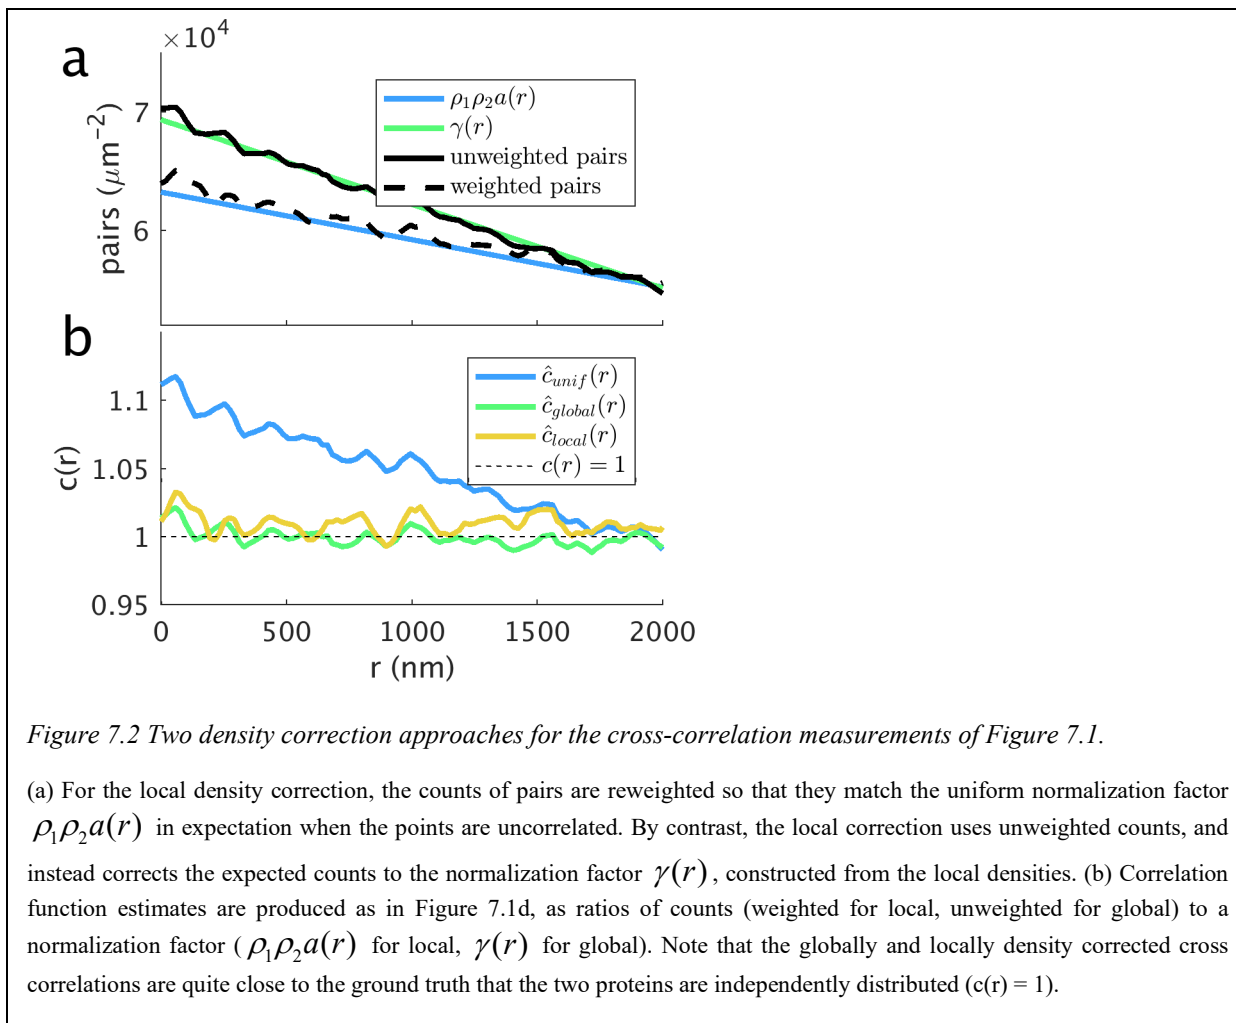 ×10⁴
a
7
6
pairs (μm⁻²)
ρ₁ρ₂a(r)
γ(r)
unweighted pairs
weighted pairs
b
1.1
1.05
1
0.95
c(r)
ĉunif(r)
ĉglobal(r)
ĉlocal(r)
c(r) = 1
0 500 1000 1500 2000
r (nm)
Figure 7.2 Two density correction approaches for the cross-correlation measurements of Figure 7.1.
(a) For the local density correction, the counts of pairs are reweighted so that they match the uniform normalization factor
ρ₁ρ₂a(r) in expectation when the points are uncorrelated. By contrast, the local correction uses unweighted counts, and
instead corrects the expected counts to the normalization factor γ(r), constructed from the local densities. (b) Correlation
function estimates are produced as in Figure 7.1d, as ratios of counts (weighted for local, unweighted for global) to a
normalization factor (ρ₁ρ₂a(r) for local, γ(r) for global). Note that the globally and locally density corrected cross
correlations are quite close to the ground truth that the two proteins are independently distributed (c(r) = 1).